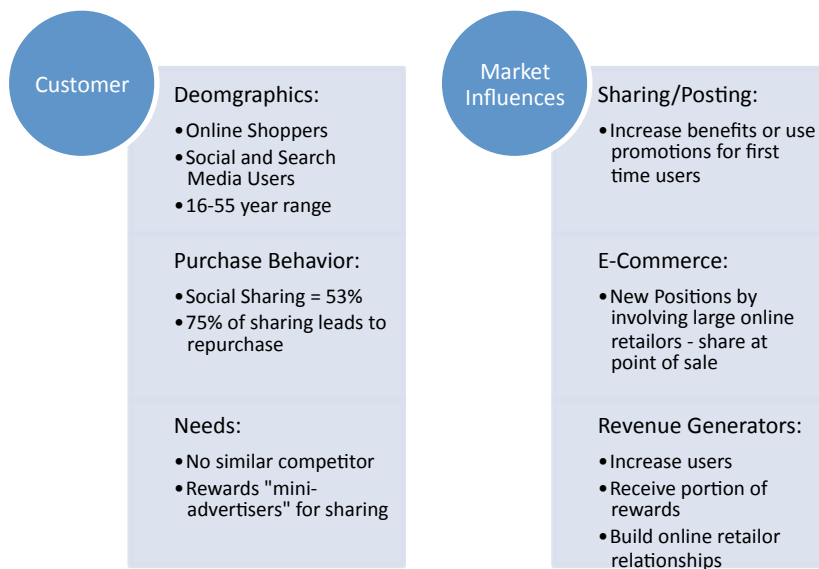 Customer
Deomgraphics:
•Online Shoppers
•Social and Search
Media Users
•16-55 year range
Purchase Behavior:
•Social Sharing = 53%
•75% of sharing leads to
repurchase
Needs:
•No similar competitor
•Rewards "mini-
advertisers" for sharing
Market
Influences
Sharing/Posting:
•Increase benefits or use
promotions for first
time users
E-Commerce:
•New Positions by
involving large online
retailors - share at
point of sale
Revenue Generators:
•Increase users
•Receive portion of
rewards
•Build online retailor
relationships